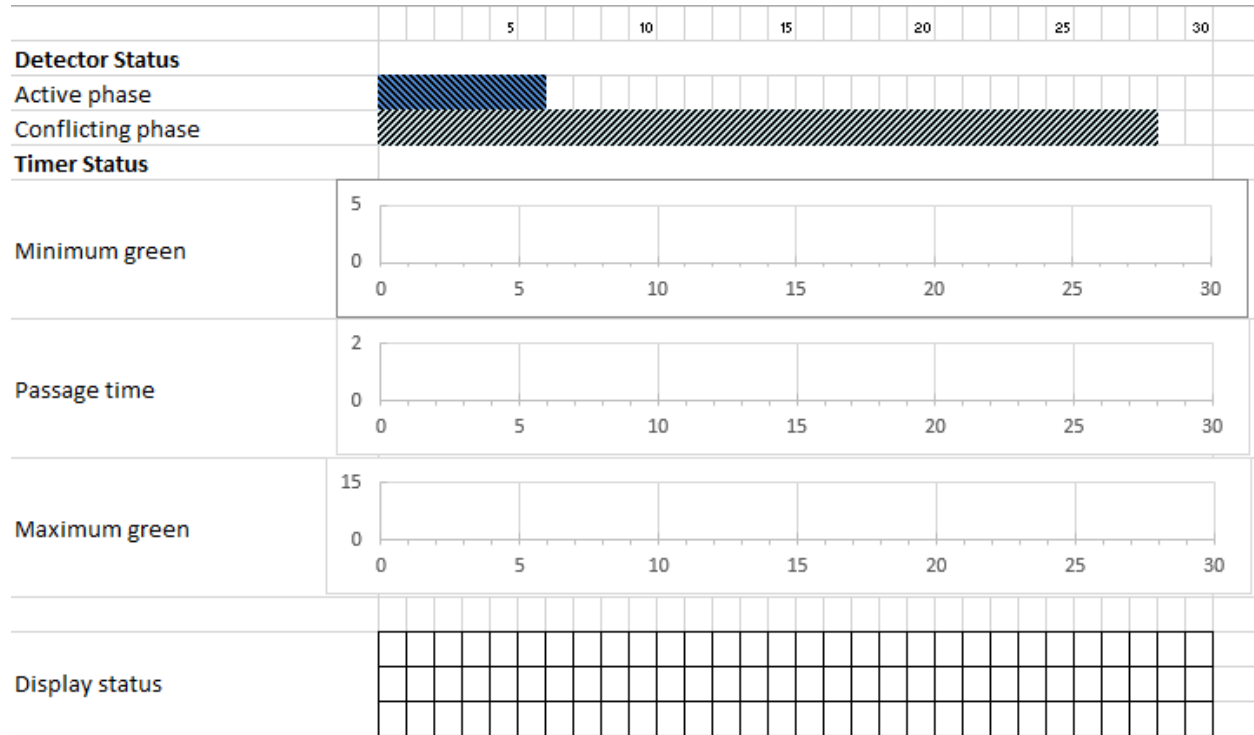 5 10 15 20 25 30
Detector Status
Active phase
Conflicting phase
Timer Status
5
Minimum green
0
0 5 10 15 20 25 30
2
Passage time
0
0 5 10 15 20 25 30
15
Maximum green
0
0 5 10 15 20 25 30
Display status